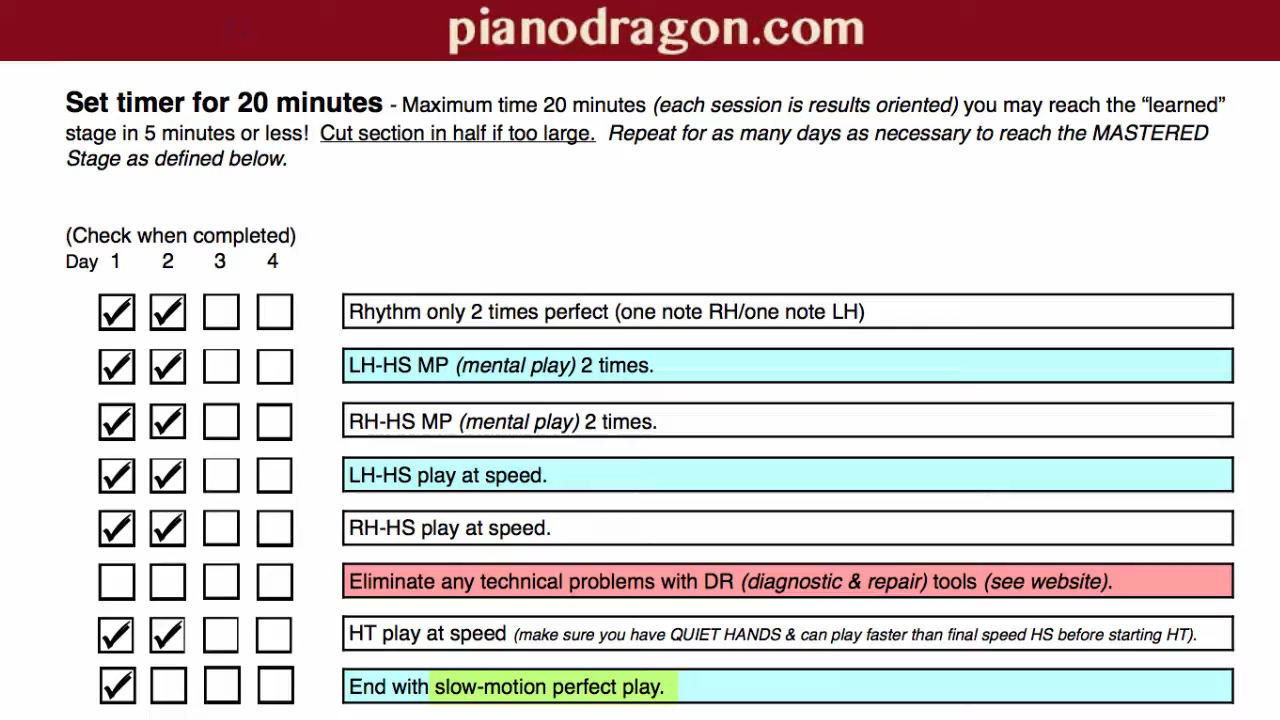 pianodragon.com
Set timer for 20 minutes - Maximum time 20 minutes (each session is results oriented) you may reach the “learned”
stage in 5 minutes or less!  Cut section in half if too large.  Repeat for as many days as necessary to reach the MASTERED
Stage as defined below.
(Check when completed)
Day 1 2 3 4
Rhythm only 2 times perfect (one note RH/one note LH)
LH-HS MP (mental play) 2 times.
RH-HS MP (mental play) 2 times.
LH-HS play at speed.
RH-HS play at speed.
Eliminate any technical problems with DR (diagnostic & repair) tools (see website).
HT play at speed (make sure you have QUIET HANDS & can play faster than final speed HS before starting HT).
End with slow-motion perfect play.